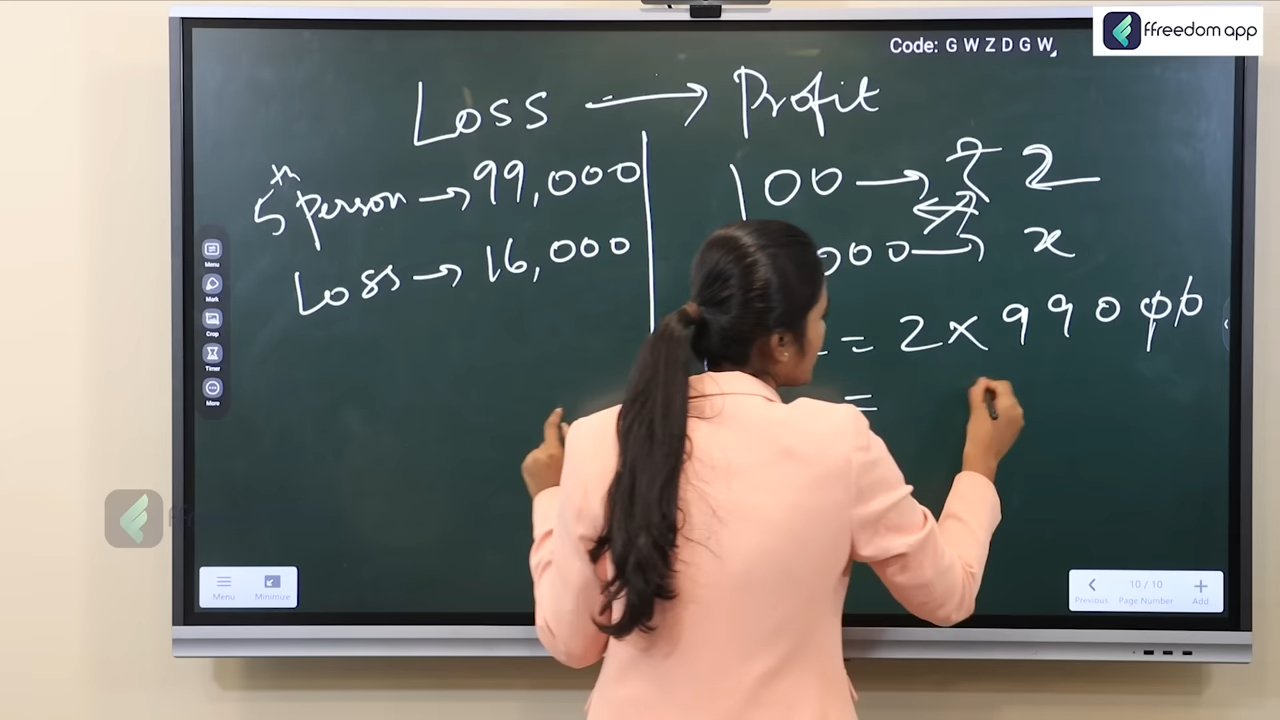 ffreedom app
Code: G W Z D G W
Loss → Profit
5th person → 99,000
Loss → 16,000
100 → 2
000 → x
= 2 × 990
=
Menu
Mark
Crop
Timer
More
Menu
Minimize
Previous
10 / 10
Page Number
Add